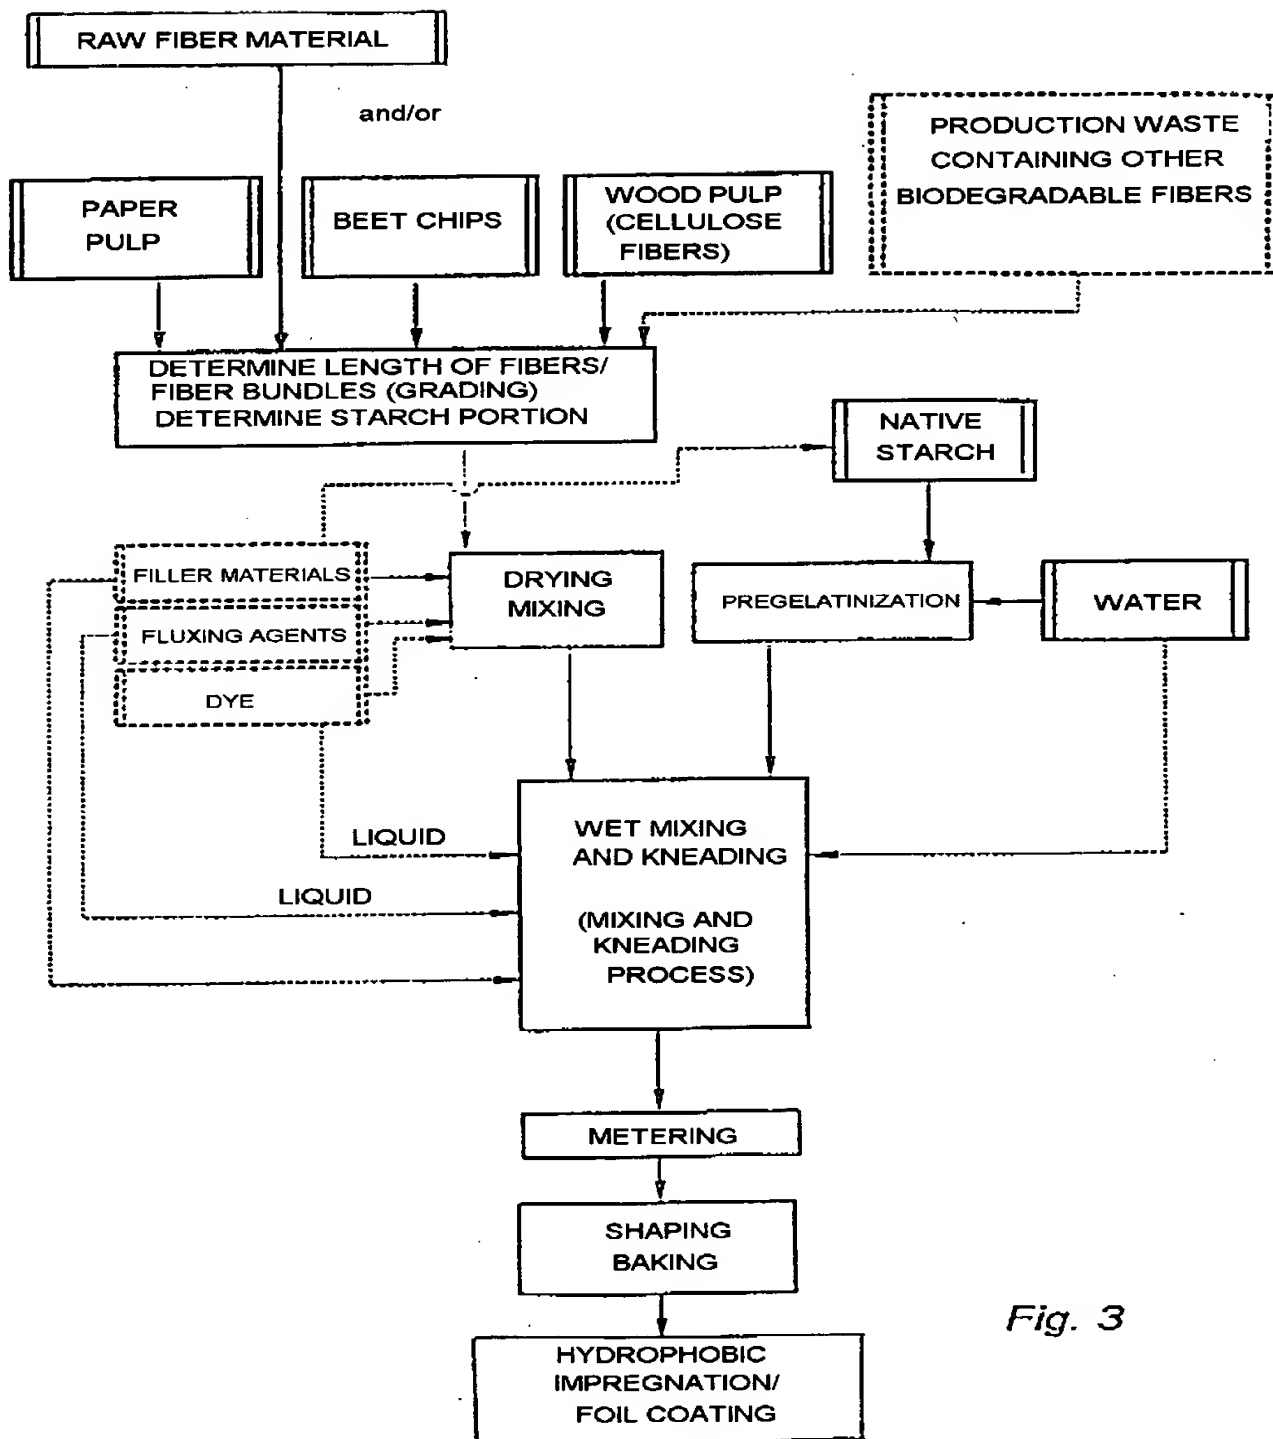 RAW FIBER MATERIAL
and/or
PRODUCTION WASTE
CONTAINING OTHER
BIODEGRADABLE FIBERS
PAPER
PULP
BEET CHIPS
WOOD PULP
(CELLULOSE
FIBERS)
DETERMINE LENGTH OF FIBERS/
FIBER BUNDLES (GRADING)
DETERMINE STARCH PORTION
NATIVE
STARCH
FILLER MATERIALS
FLUXING AGENTS
DYE
DRYING
MIXING
PREGELATINIZATION
WATER
LIQUID
LIQUID
WET MIXING
AND KNEADING
(MIXING AND
KNEADING
PROCESS)
METERING
SHAPING
BAKING
HYDROPHOBIC
IMPREGNATION/
FOIL COATING
Fig. 3